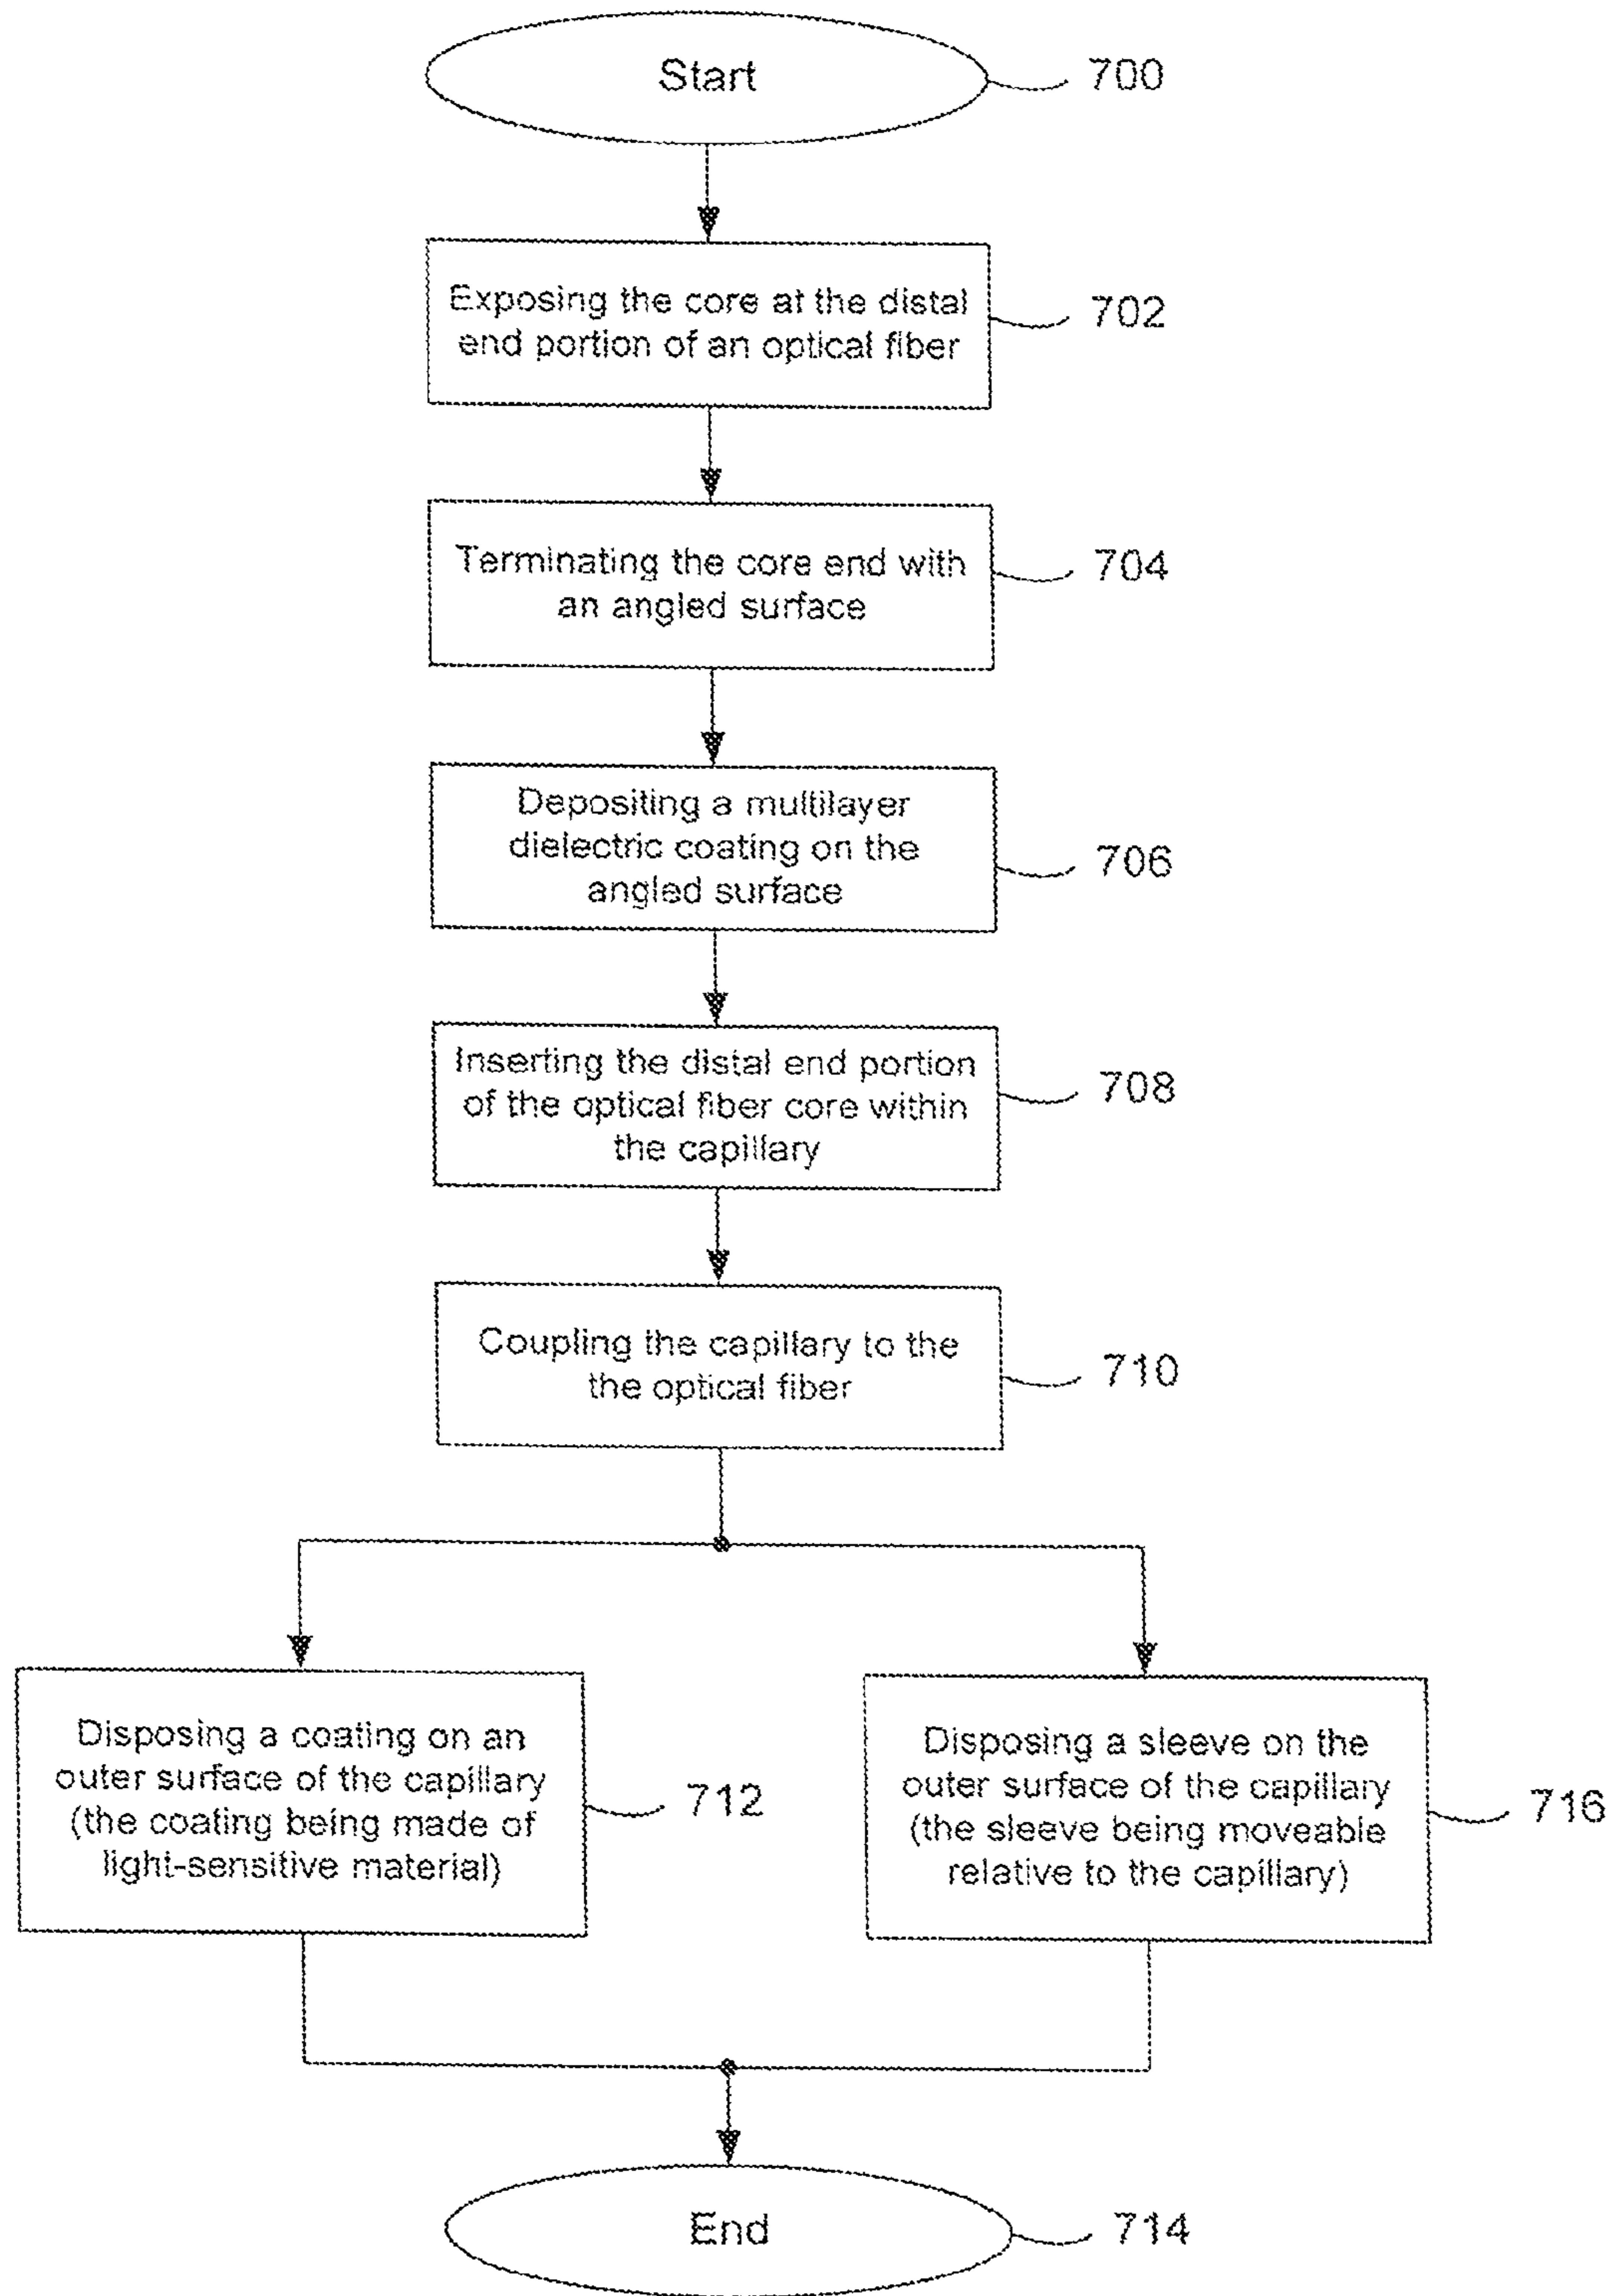 Start
700
Exposing the core at the distal
end portion of an optical fiber
702
Terminating the core end with
an angled surface
704
Depositing a multilayer
dielectric coating on the
angled surface
706
Inserting the distal end portion
of the optical fiber core within
the capillary
708
Coupling the capillary to the
the optical fiber
710
Disposing a coating on an
outer surface of the capillary
(the coating being made of
light-sensitive material)
712
Disposing a sleeve on the
outer surface of the capillary
(the sleeve being moveable
relative to the capillary)
716
End
714